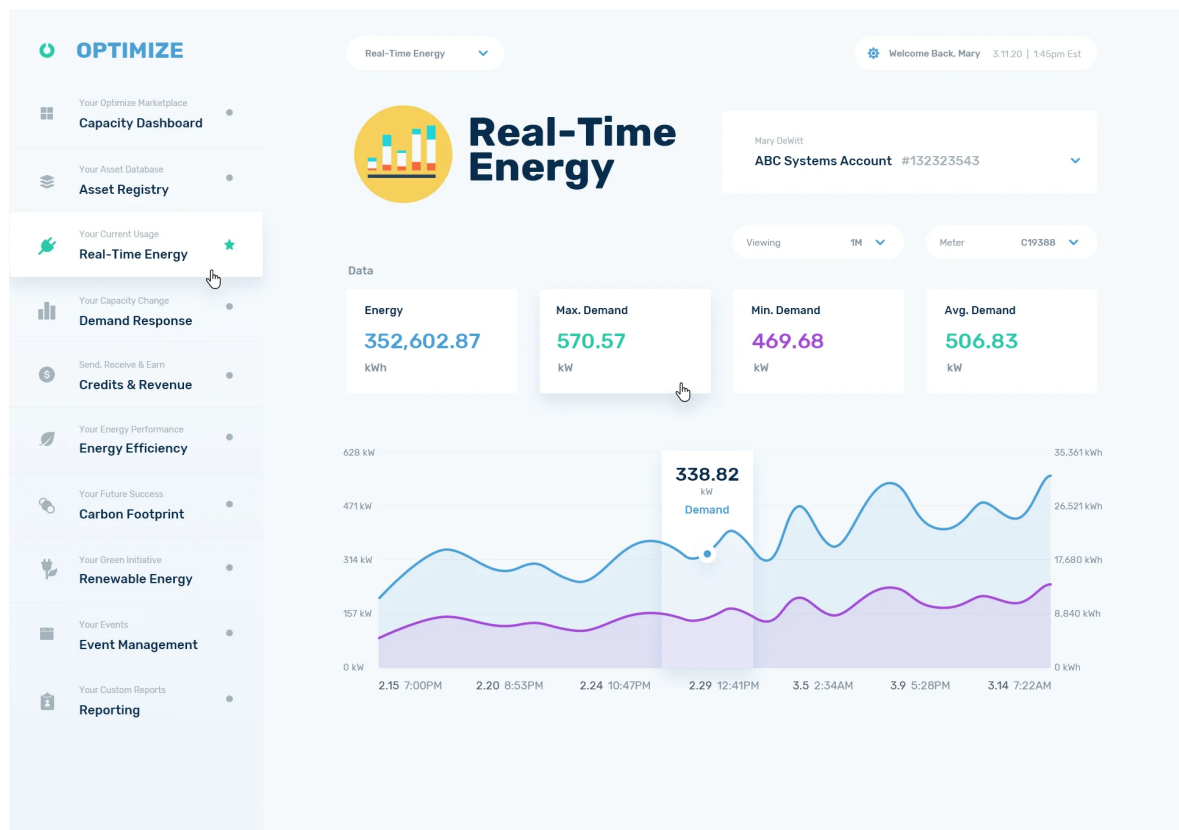 OPTIMIZE
Real-Time Energy
Welcome Back, Mary 3.11.20 | 1:45pm Est
Your Optimize Marketplace
Capacity Dashboard
Your Asset Database
Asset Registry
Your Current Usage
Real-Time Energy
Your Capacity Change
Demand Response
Send, Receive & Earn
$
Credits & Revenue
Your Energy Performance
Energy Efficiency
Your Future Success
Carbon Footprint
Your Green Initiative
Renewable Energy
Your Events
Event Management
Your Custom Reports
Reporting
Real-Time
Energy
Mary DeWitt
ABC Systems Account #132323543
Viewing 1M
Meter C19388
Data
Energy
352,602.87
kWh
Max. Demand
570.57
kW
Min. Demand
469.68
kW
Avg. Demand
506.83
kW
628 kW
471 kW
314 kW
157 kW
0 kW
338.82
kW
Demand
35,361 kWh
26,521 kWh
17,680 kWh
8,840 kWh
0 kWh
2.15 7:00PM
2.20 8:53PM
2.24 10:47PM
2.29 12:41PM
3.5 2:34AM
3.9 5:28PM
3.14 7:22AM